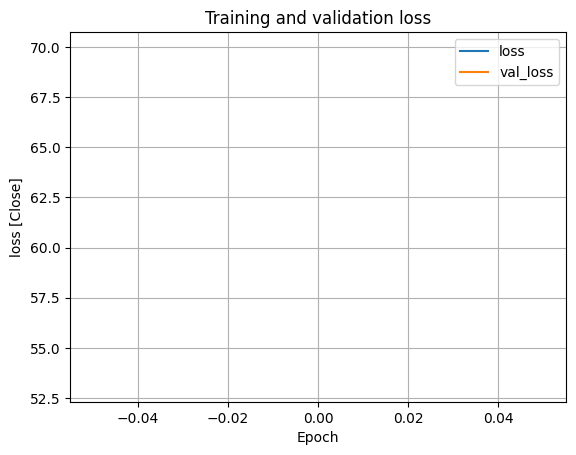 Training and validation loss
loss
val_loss
70.0
67.5
65.0
62.5
60.0
57.5
55.0
52.5
loss [Close]
−0.04 −0.02 0.00 0.02 0.04
Epoch